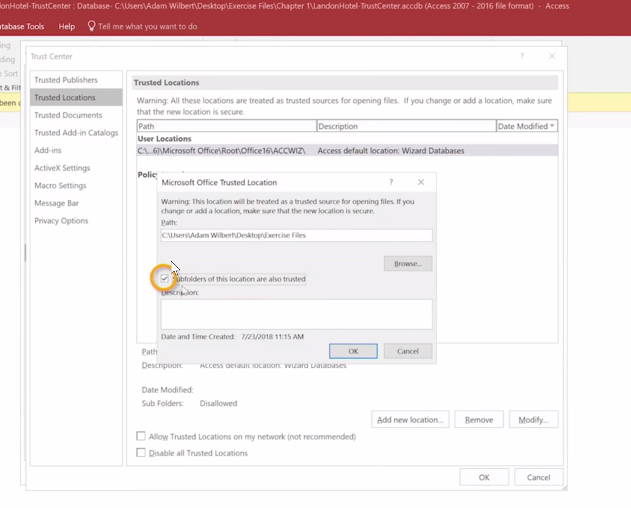 ndonHotel-TrustCenter : Database- C:\Users\Adam Wilbert\Desktop\Exercise Files\Chapter 1\LandonHotel-TrustCenter.accdb (Access 2007 - 2016 file format) - Access
tabase Tools Help Tell me what you want to do
ing
ding
Sort
t & Filt
been
Trust Center ? ×
Trusted Publishers
Trusted Locations
Trusted Documents
Trusted Add-in Catalogs
Add-ins
ActiveX Settings
Macro Settings
Message Bar
Privacy Options
Trusted Locations
Warning: All these locations are treated as trusted sources for opening files. If you change or add a location, make sure
that the new location is secure.
Path Description Date Modified
User Locations
C:\...6)\Microsoft Office\Root\Office16\ACCWIZ\ Access default location: Wizard Databases
Microsoft Office Trusted Location ? ×
Warning: This location will be treated as a trusted source for opening files. If you
change or add a location, make sure that the new location is secure.
Path:
C:\Users\Adam Wilbert\Desktop\Exercise Files
Browse...
Subfolders of this location are also trusted
Description:
Date and Time Created: 7/23/2018 11:15 AM
OK Cancel
Path
Description: Access default location: Wizard Databases
Date Modified:
Sub Folders: Disallowed
Add new location... Remove Modify...
Allow Trusted Locations on my network (not recommended)
Disable all Trusted Locations
OK Cancel